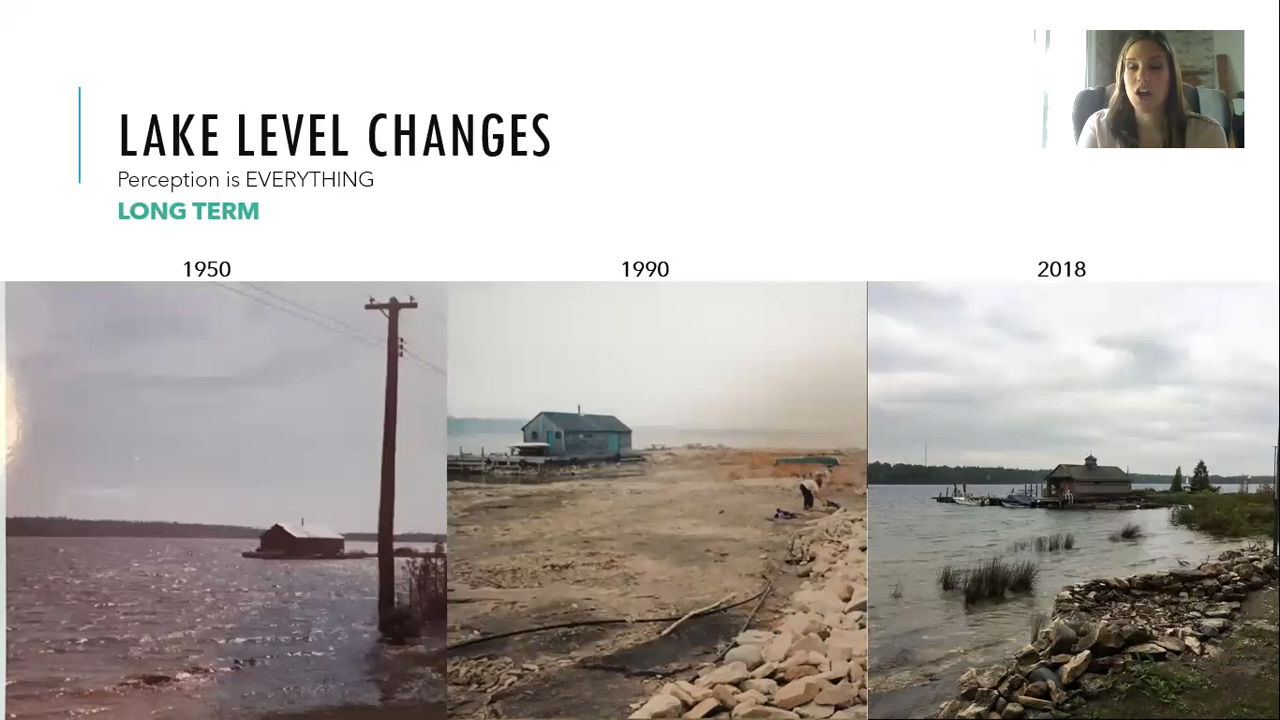 LAKE LEVEL CHANGES
Perception is EVERYTHING
LONG TERM
1950
1990
2018